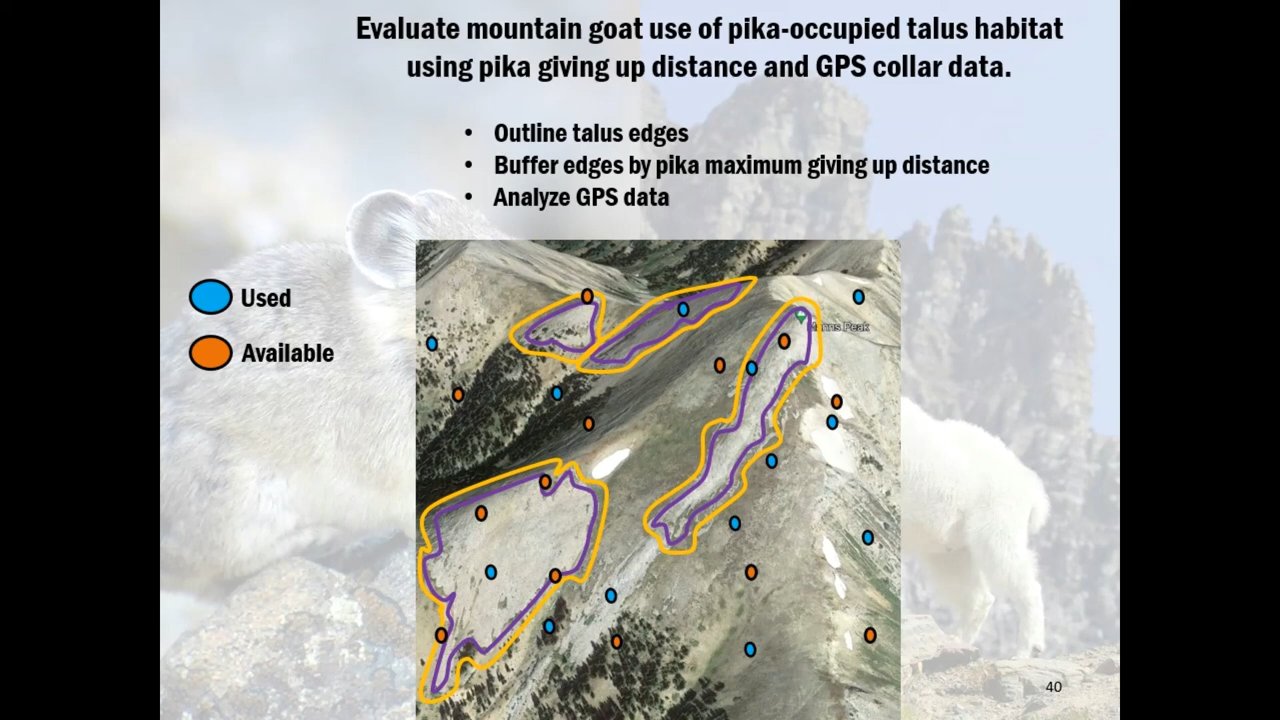 Evaluate mountain goat use of pika-occupied talus habitat
using pika giving up distance and GPS collar data.
• Outline talus edges
• Buffer edges by pika maximum giving up distance
• Analyze GPS data
Used
Available
Peak
40